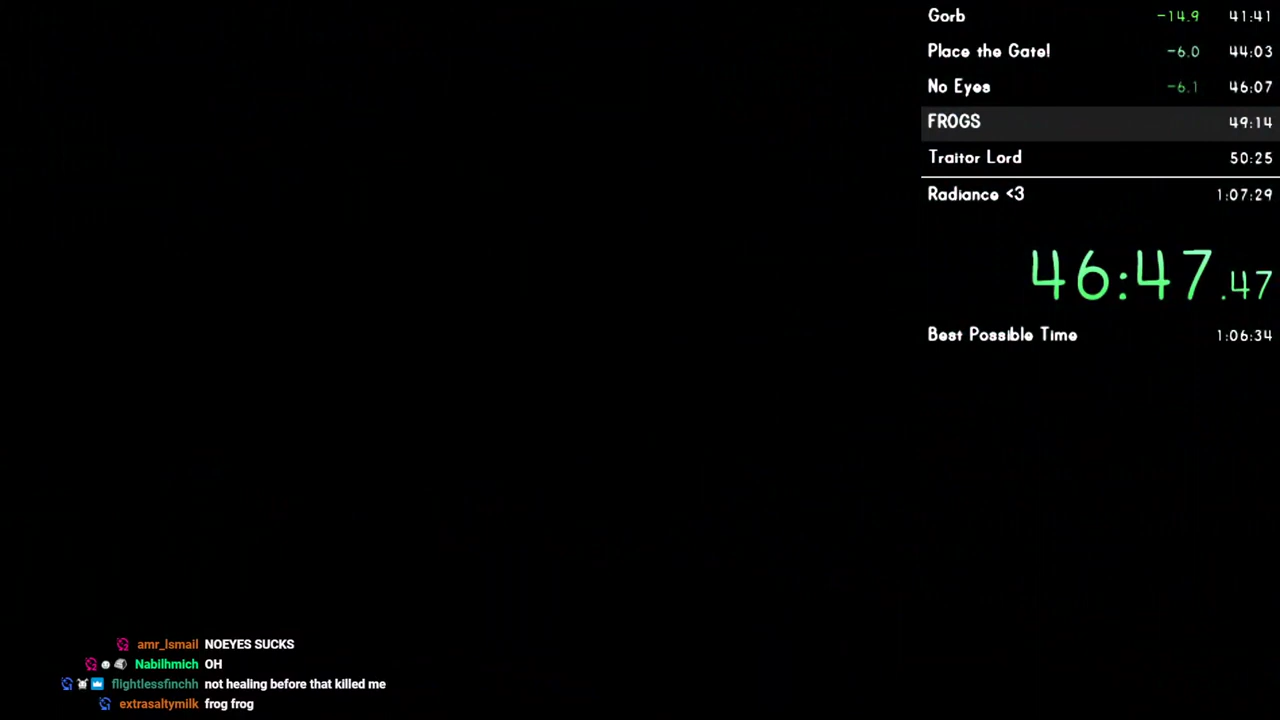 Gorb -14.9 41:41
Place the Gate! -6.0 44:03
No Eyes -6.1 46:07
FROGS 49:14
Traitor Lord 50:25
Radiance <3 1:07:29
46:47.47
Best Possible Time 1:06:34
amr_Ismail NOEYES SUCKS
Nabilhmich OH
flightlessfinchh not healing before that killed me
extrasaltymilk frog frog